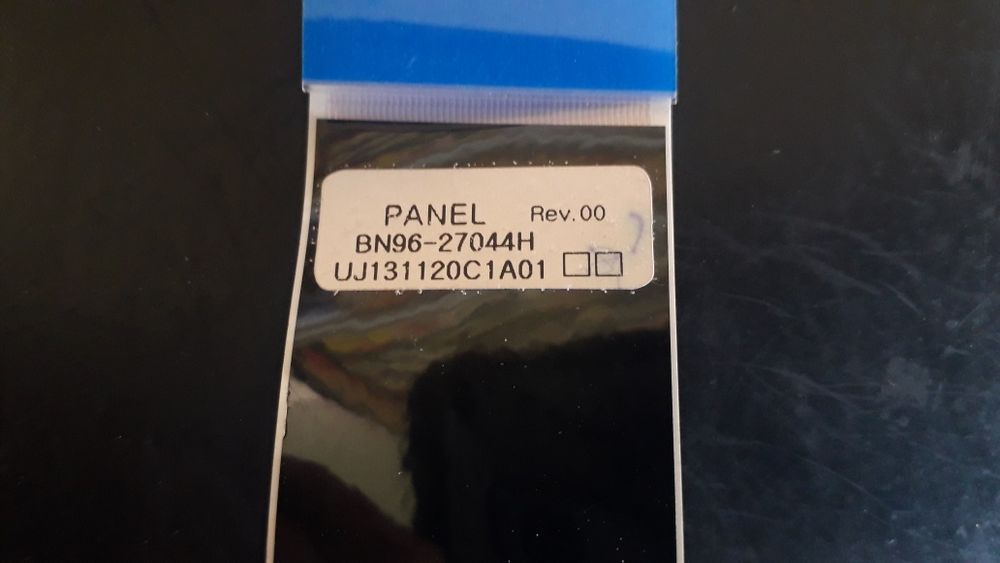 PANEL Rev.00
BN96-27044H
UJ131120C1A01